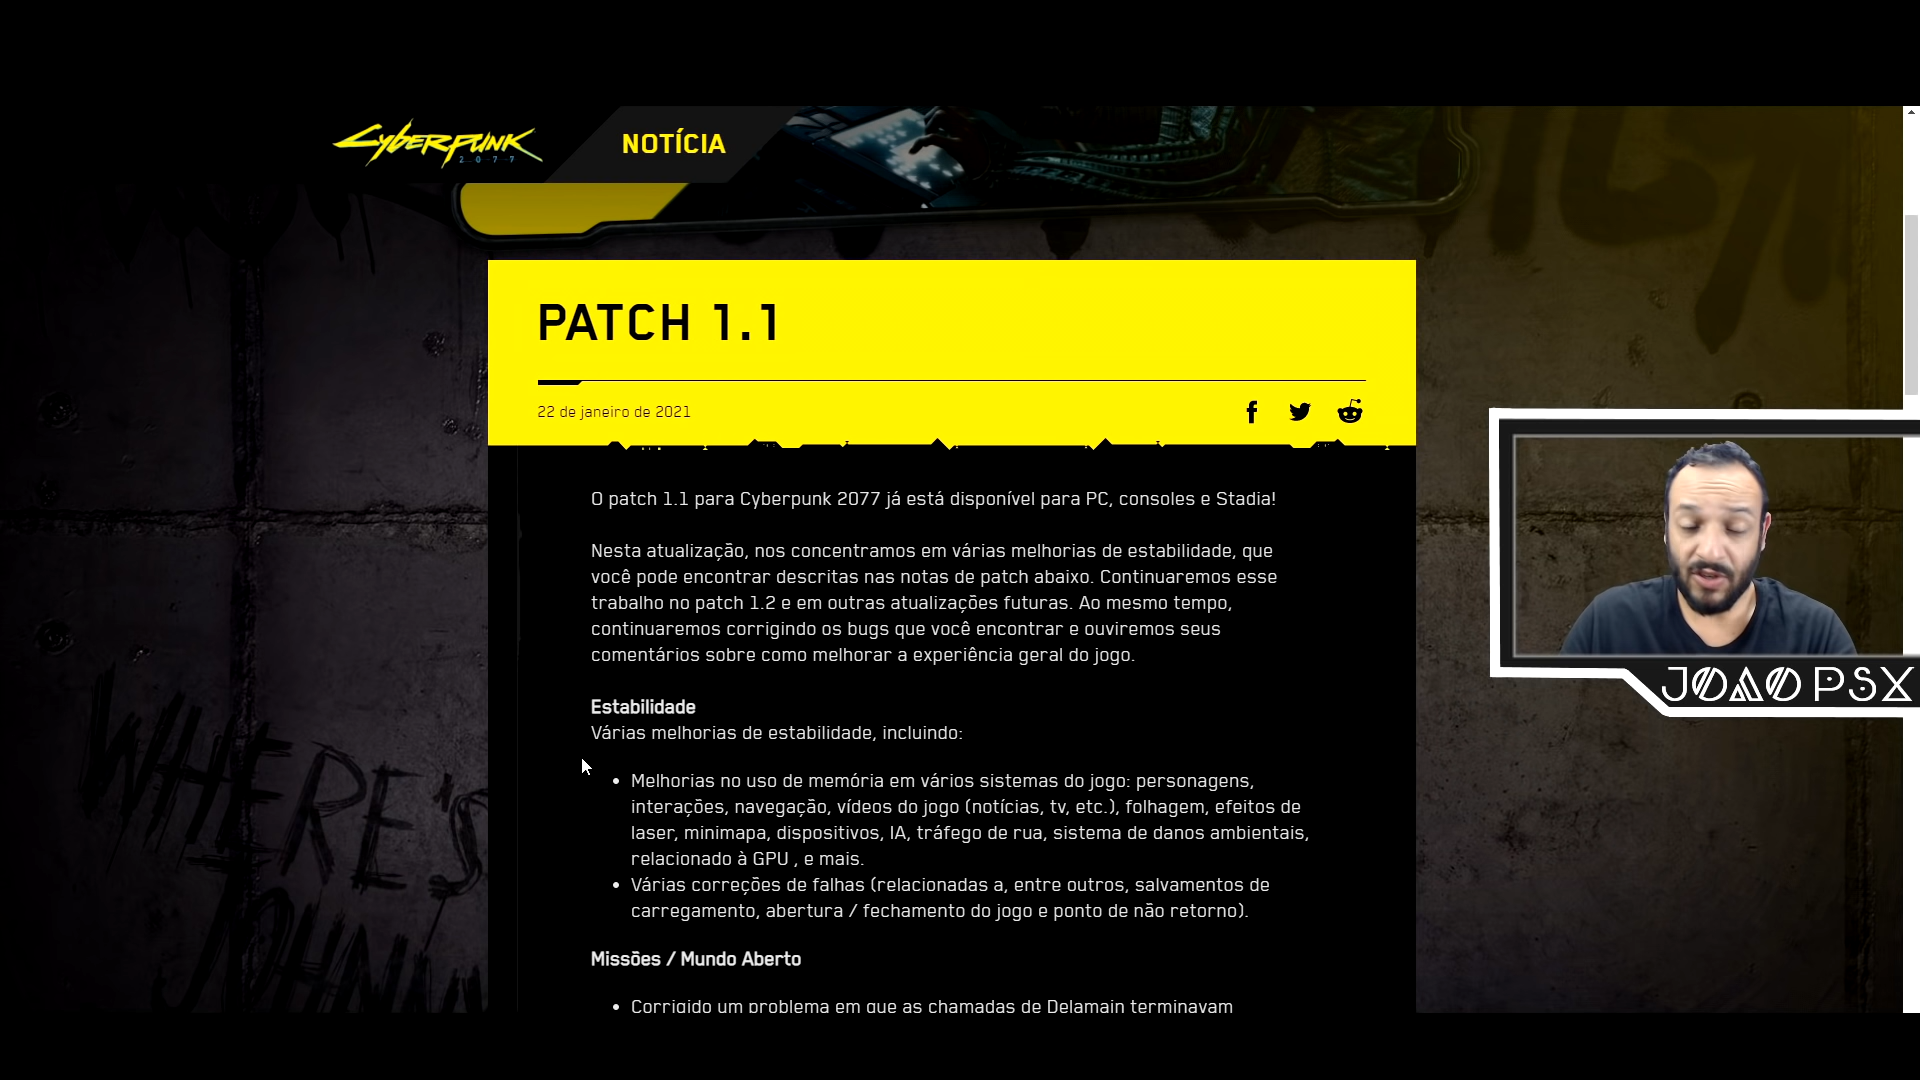 Cyberpunk
2077
NOTÍCIA
PATCH 1.1
22 de janeiro de 2021
O patch 1.1 para Cyberpunk 2077 já está disponível para PC, consoles e Stadia!
Nesta atualização, nos concentramos em várias melhorias de estabilidade, que
você pode encontrar descritas nas notas de patch abaixo. Continuaremos esse
trabalho no patch 1.2 e em outras atualizações futuras. Ao mesmo tempo,
continuaremos corrigindo os bugs que você encontrar e ouviremos seus
comentários sobre como melhorar a experiência geral do jogo.
Estabilidade
Várias melhorias de estabilidade, incluindo:
• Melhorias no uso de memória em vários sistemas do jogo: personagens,
interações, navegação, vídeos do jogo (notícias, tv, etc.), folhagem, efeitos de
laser, minimapa, dispositivos, IA, tráfego de rua, sistema de danos ambientais,
relacionado à GPU , e mais.
• Várias correções de falhas (relacionadas a, entre outros, salvamentos de
carregamento, abertura / fechamento do jogo e ponto de não retorno).
Missões / Mundo Aberto
• Corrigido um problema em que as chamadas de Delamain terminavam
JOAO PSX
WHERE'S
JOHNNY